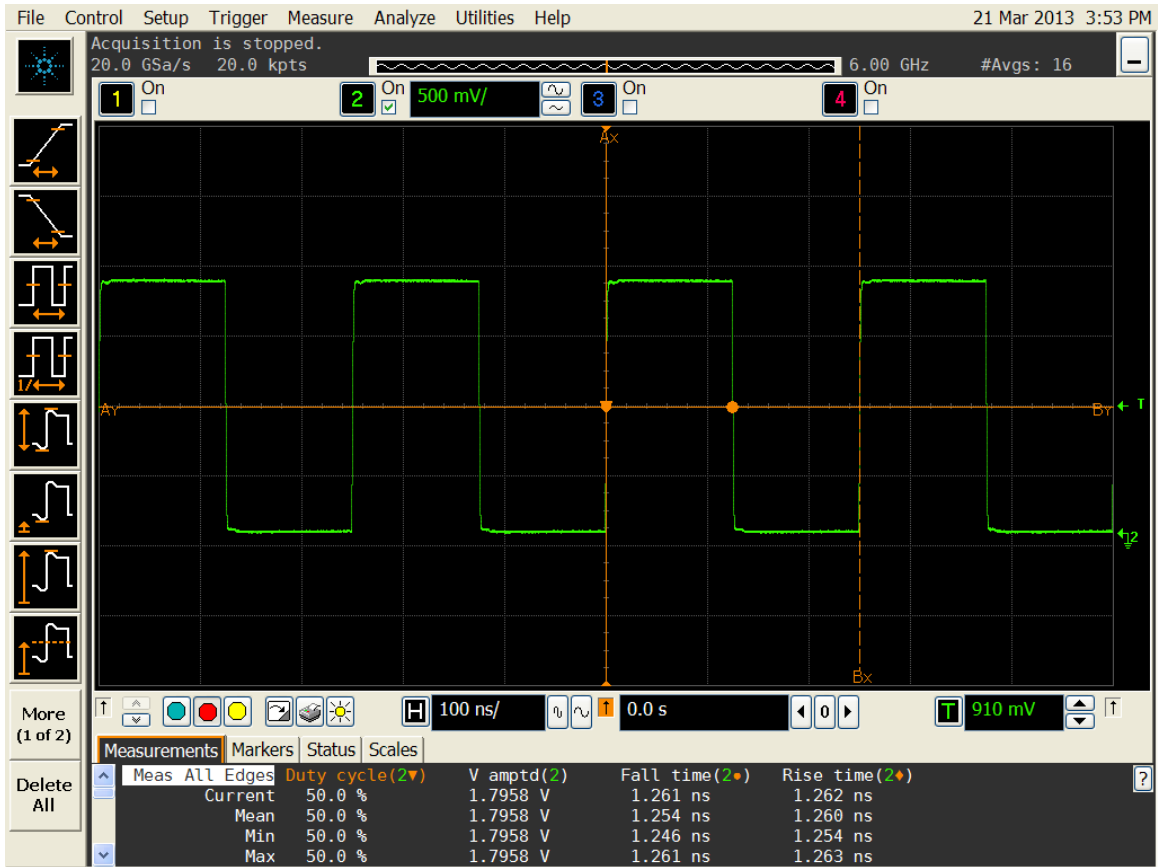 File Control Setup Trigger Measure Analyze Utilities Help 21 Mar 2013 3:53 PM
Acquisition is stopped.
20.0 GSa/s 20.0 kpts 6.00 GHz #Avgs: 16
1 On 2 On 500 mV/ 3 On 4 On
Ax
AY BY T
2
Bx
1/
More
(1 of 2)
Delete
All
H 100 ns/ 0.0 s 0 T 910 mV
Measurements Markers Status Scales
Meas All Edges Duty cycle(2▼) V amptd(2) Fall time(2●) Rise time(2♦) ?
Current 50.0 % 1.7958 V 1.261 ns 1.262 ns
Mean 50.0 % 1.7958 V 1.254 ns 1.260 ns
Min 50.0 % 1.7958 V 1.246 ns 1.254 ns
Max 50.0 % 1.7958 V 1.261 ns 1.263 ns